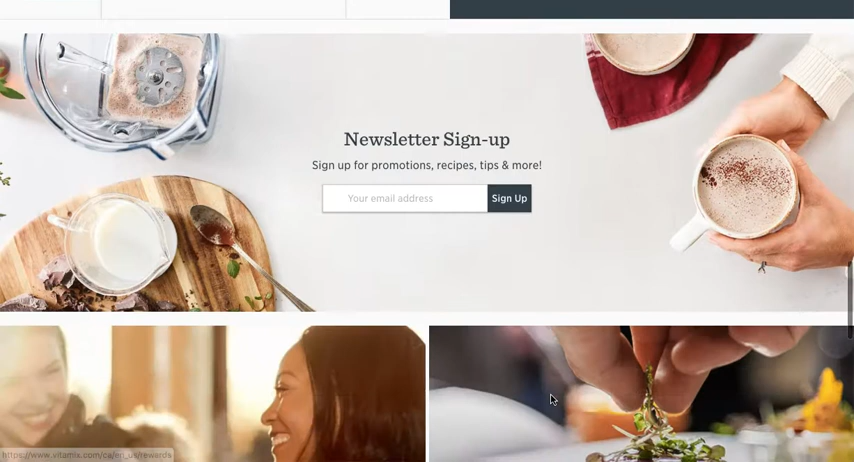 Newsletter Sign-up
Sign up for promotions, recipes, tips & more!
Your email address
Sign Up
https://www.vitamix.com/ca/en_us/rewards